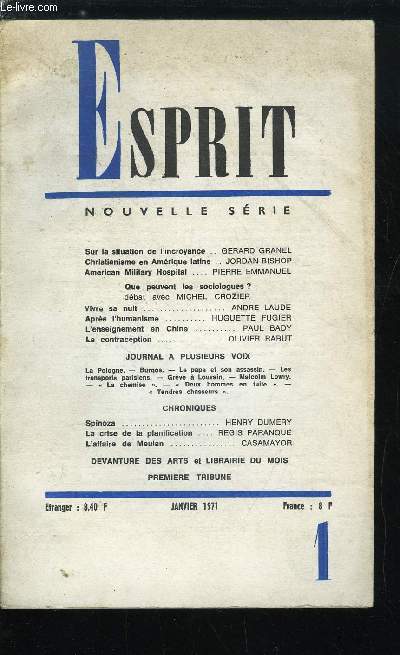 Le-livre.com
ESPRIT
NOUVELLE SÉRIE
Sur la situation de l'incroyance .. GERARD GRANEL
Christianisme en Amérique latine .. JORDAN BISHOP
American Military Hospital .... PIERRE EMMANUEL
Que peuvent les sociologues ?
débat avec MICHEL CROZIER
Vivre sa nuit .................... ANDRE LAUDE
Après l'humanisme .......... HUGUETTE FUGIER
L'enseignement en Chine ........... PAUL BADY
La contraception ................ OLIVIER RABUT
JOURNAL A PLUSIEURS VOIX
La Pologne. — Burgos. — Le pape et son assassin. — Les
transports parisiens. — Grève à Louvain. — Malcolm Lowry.
— « La chemise ». — « Deux hommes en fuite ». —
« Tendres chasseurs ».
CHRONIQUES
Spinoza ......................... HENRY DUMERY
La crise de la planification .... REGIS PARANQUE
L'affaire de Meulan ................ CASAMAYOR
DEVANTURE DES ARTS et LIBRAIRIE DU MOIS
PREMIERE TRIBUNE
Etranger : 8,40 F JANVIER 1971 France : 8 F
1